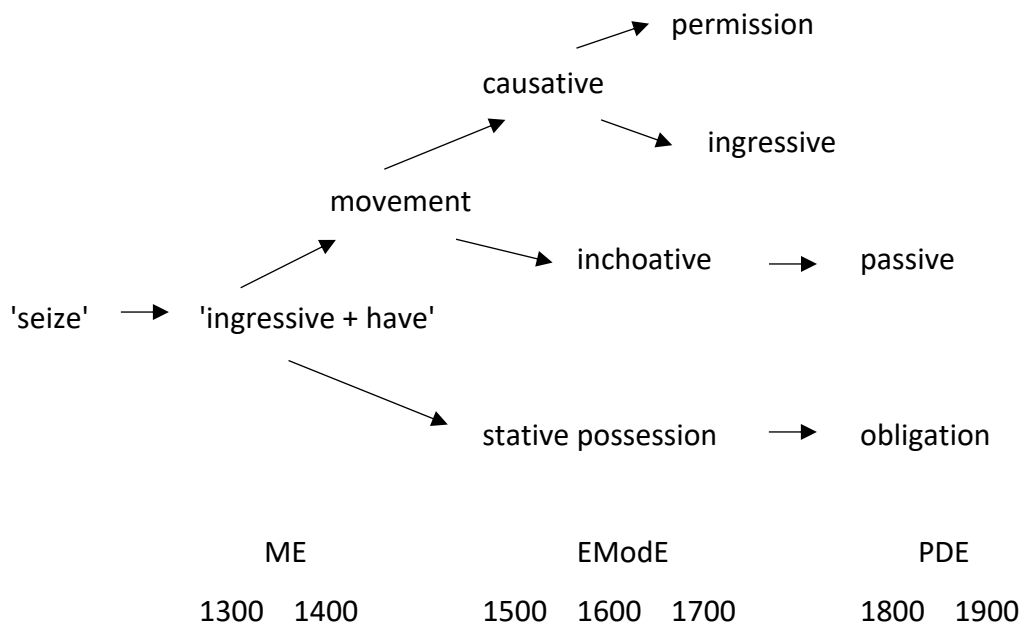 permission
causative
ingressive
movement
inchoative passive
'seize' 'ingressive + have'
stative possession obligation
ME EModE PDE
1300 1400 1500 1600 1700 1800 1900